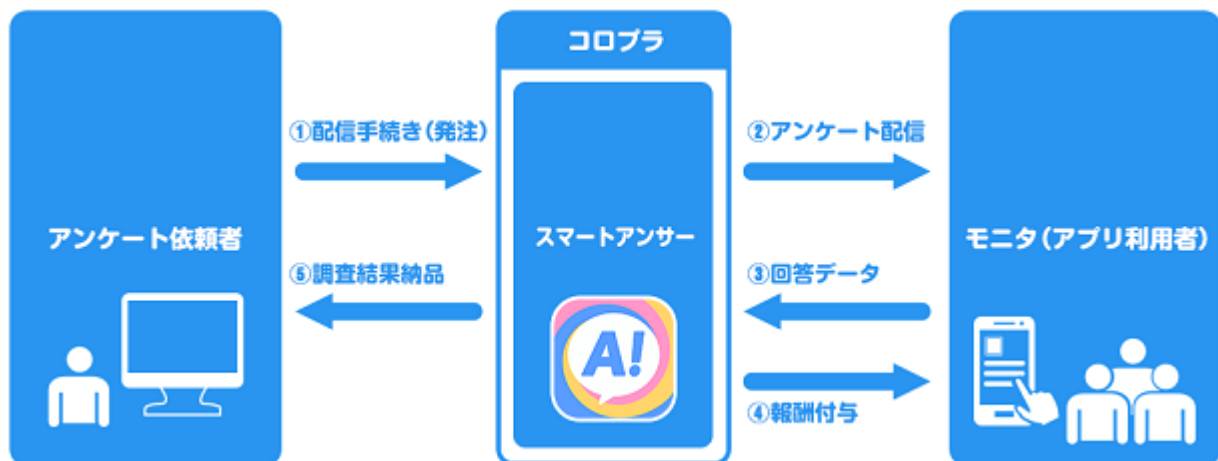 コロプラ
①配信手続き（発注）
②アンケート配信
アンケート依頼者
スマートアンサー
モニタ（アプリ利用者）
⑤調査結果納品
③回答データ
A!
④報酬付与